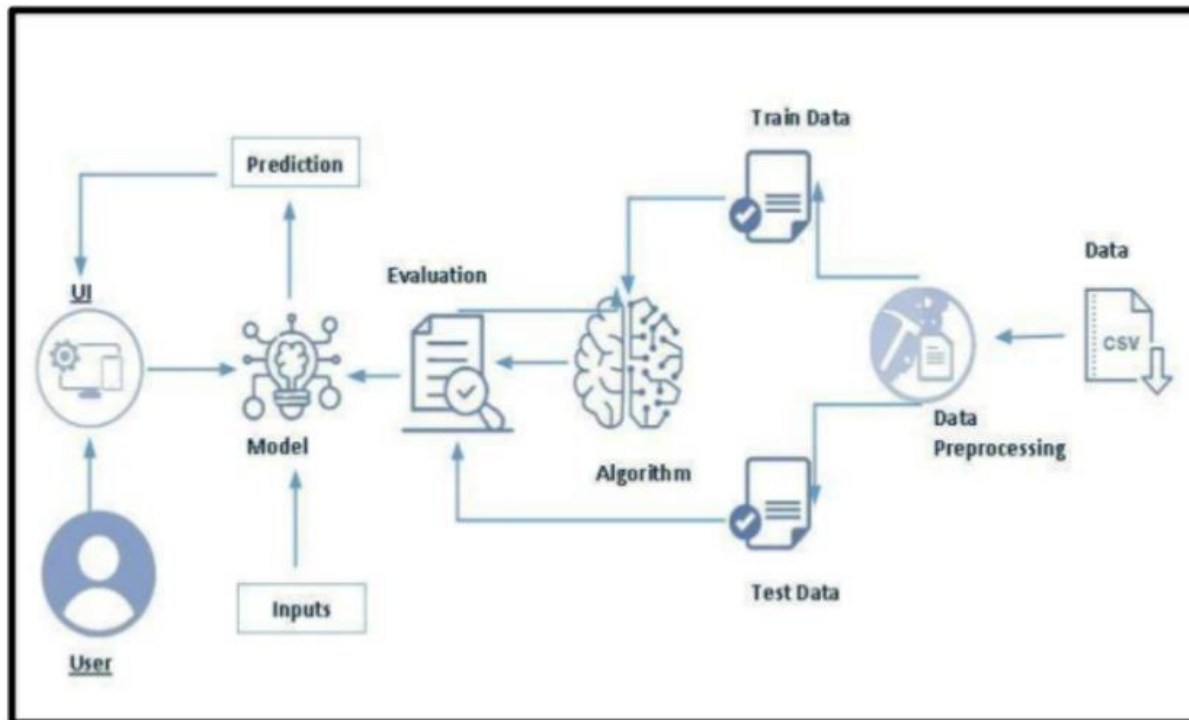 Train Data
Prediction
Data
Evaluation
UI
CSV
Model
Data
Preprocessing
Algorithm
Inputs
Test Data
User